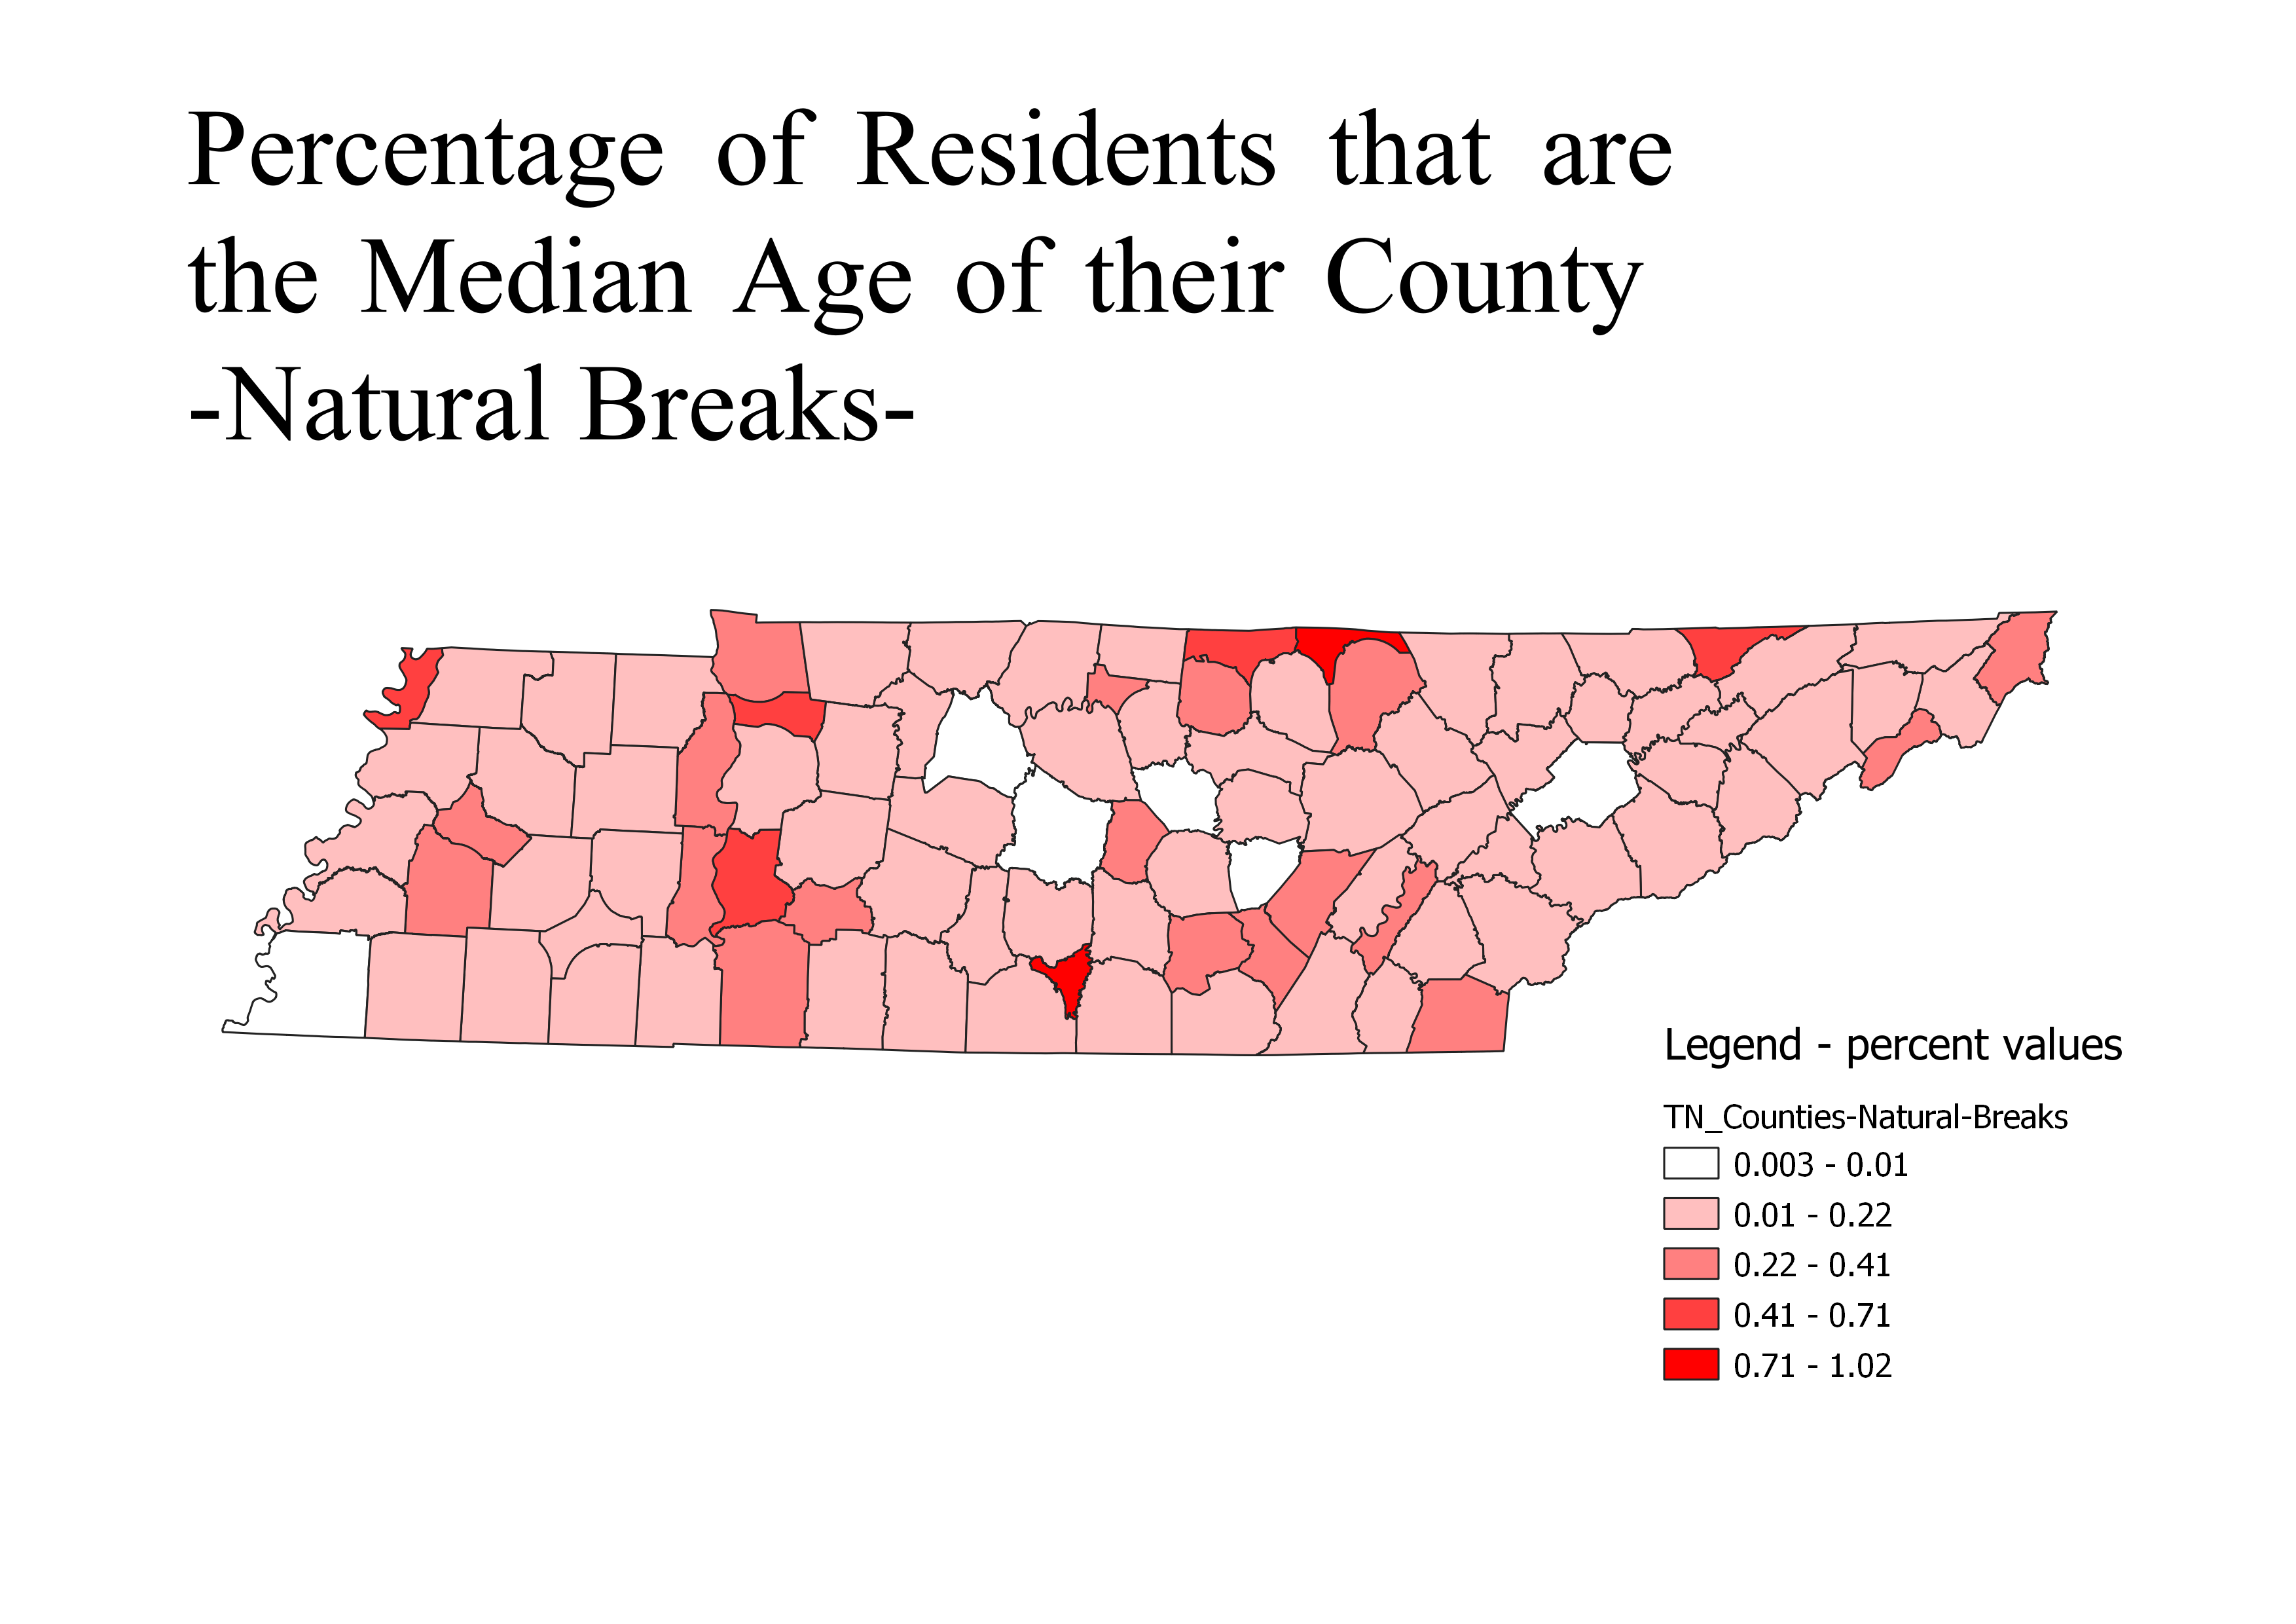 Percentage of Residents that are
the Median Age of their County
-Natural Breaks-
Legend - percent values
TN_Counties-Natural-Breaks
0.003 - 0.01
0.01 - 0.22
0.22 - 0.41
0.41 - 0.71
0.71 - 1.02